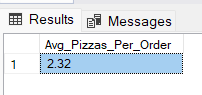 Results Messages
Avg_Pizzas_Per_Order
1 2.32